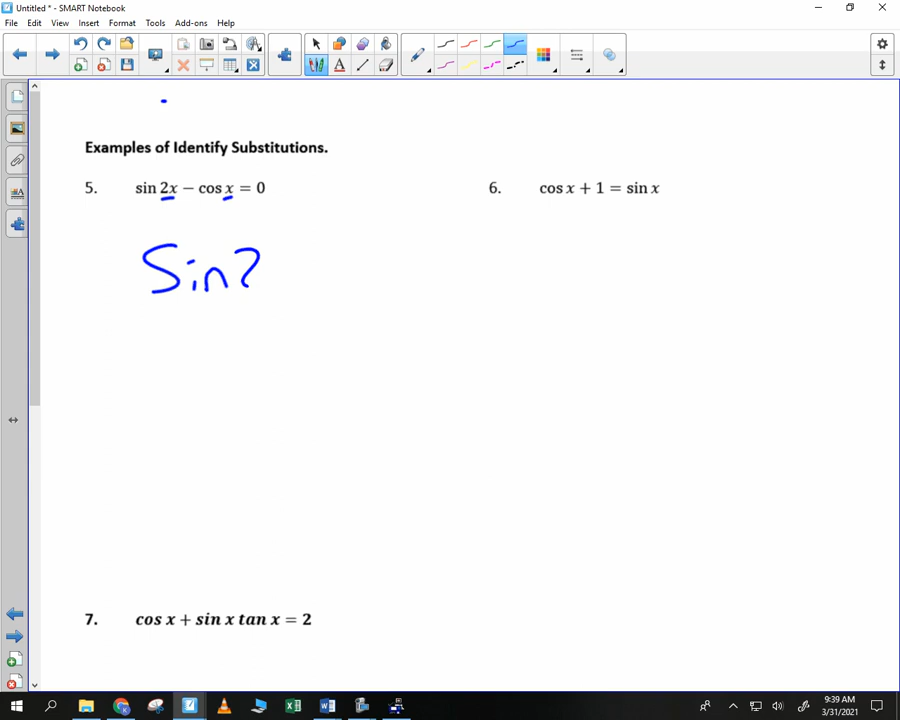 Untitled * - SMART Notebook
File Edit View Insert Format Tools Add-ons Help
Examples of Identify Substitutions.
5. sin 2x − cos x = 0
6. cos x + 1 = sin x
Sin2
7. cos x + sin x tan x = 2
9:39 AM
3/31/2021